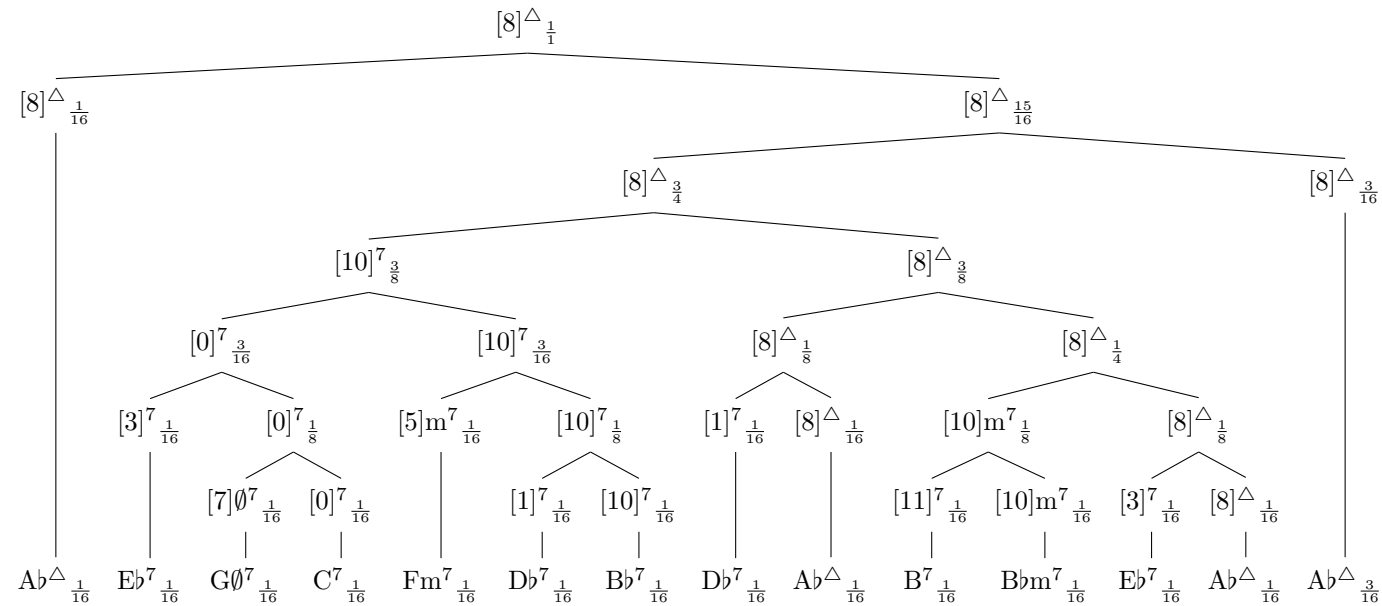 [8]△ 1/1
[8]△ 1/16 [8]△ 15/16
[8]△ 3/4 [8]△ 3/16
[10]⁷ 3/8 [8]△ 3/8
[0]⁷ 3/16 [10]⁷ 3/16 [8]△ 1/8 [8]△ 1/4
[3]⁷ 1/16 [0]⁷ 1/8 [5]m⁷ 1/16 [10]⁷ 1/8 [1]⁷ 1/16 [8]△ 1/16 [10]m⁷ 1/8 [8]△ 1/8
[7]∅⁷ 1/16 [0]⁷ 1/16 [1]⁷ 1/16 [10]⁷ 1/16 [11]⁷ 1/16 [10]m⁷ 1/16 [3]⁷ 1/16 [8]△ 1/16
A♭△ 1/16 E♭⁷ 1/16 G∅⁷ 1/16 C⁷ 1/16 Fm⁷ 1/16 D♭⁷ 1/16 B♭⁷ 1/16 D♭⁷ 1/16 A♭△ 1/16 B⁷ 1/16 B♭m⁷ 1/16 E♭⁷ 1/16 A♭△ 1/16 A♭△ 3/16